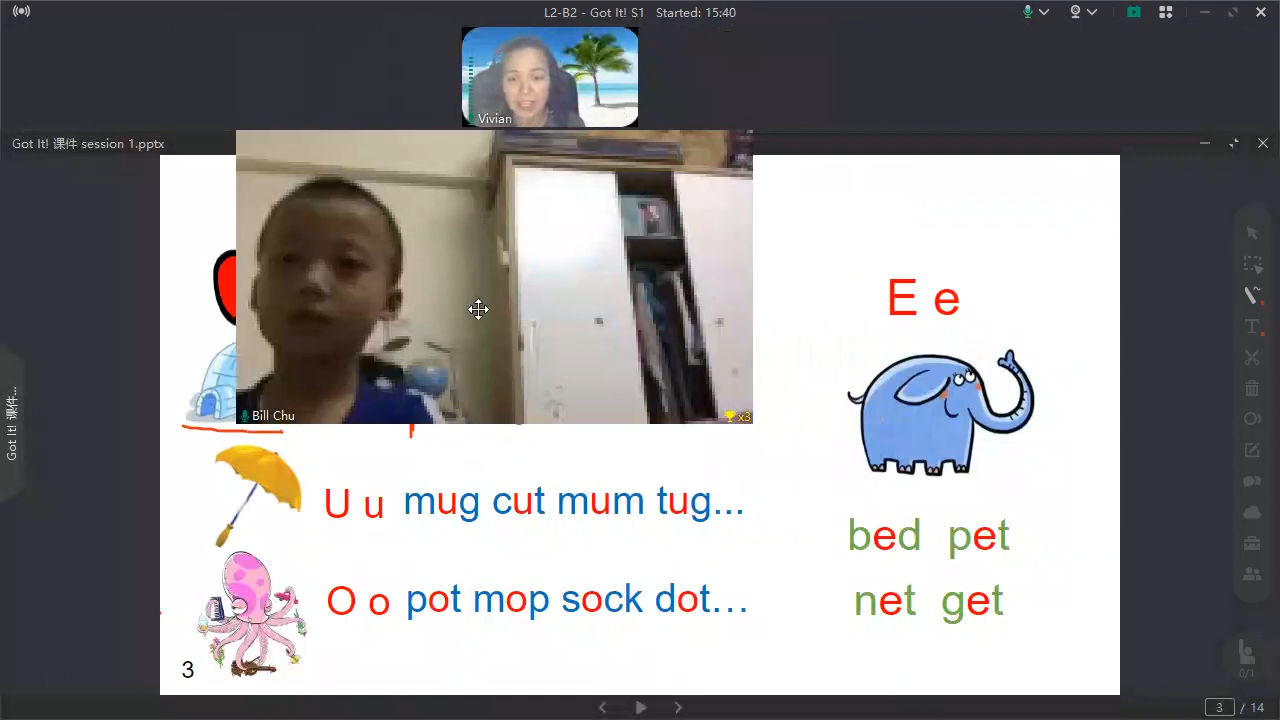 L2-B2 - Got It! S1 Started: 15:40
Vivian
Got It! 课件 session 1.pptx
Bill Chu
x3
E e
U u mug cut mum tug...
O o pot mop sock dot...
bed pet
net get
3
Got It! 课件...
0/1
3 / 14